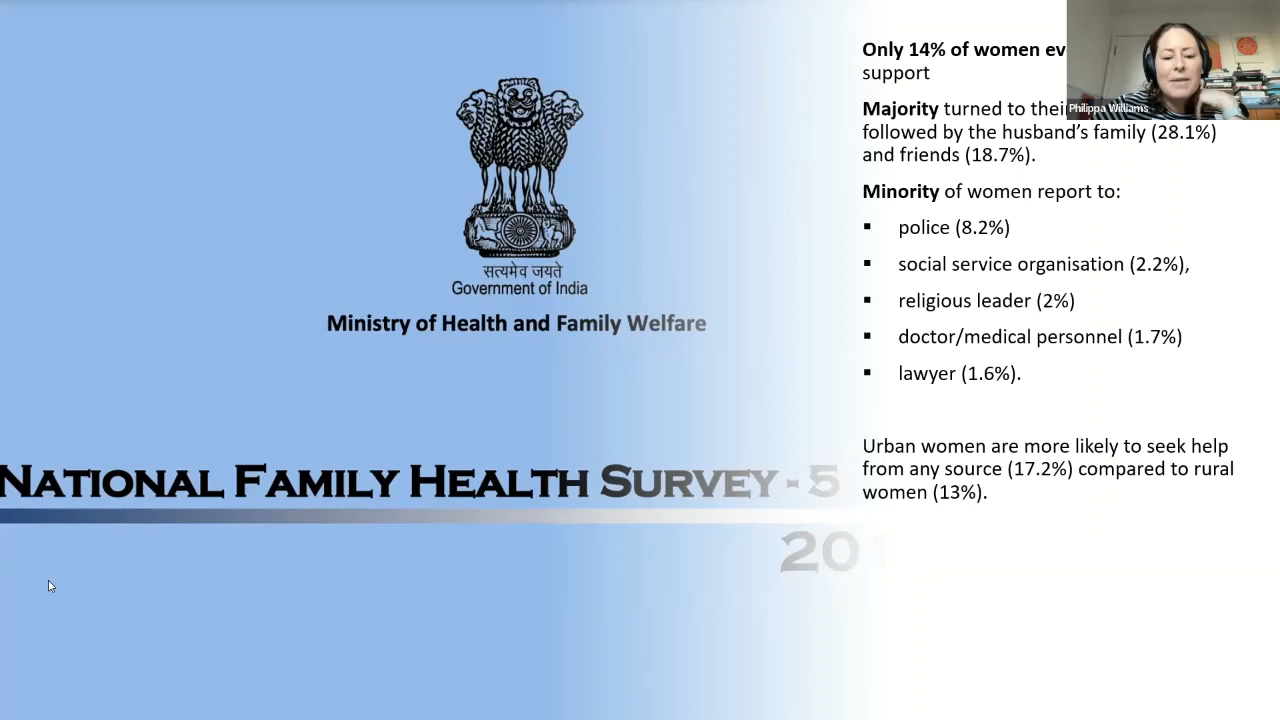 सत्यमेव जयते
Government of India
Ministry of Health and Family Welfare
NATIONAL FAMILY HEALTH SURVEY - 5
Only 14% of women
support
Majority turned to
followed by the husband's family (28.1%)
and friends (18.7%).
Minority of women report to:
▪ police (8.2%)
▪ social service organisation (2.2%),
▪ religious leader (2%)
▪ doctor/medical personnel (1.7%)
▪ lawyer (1.6%).
Urban women are more likely to seek help
from any source (17.2%) compared to rural
women (13%).
Philippa Williams